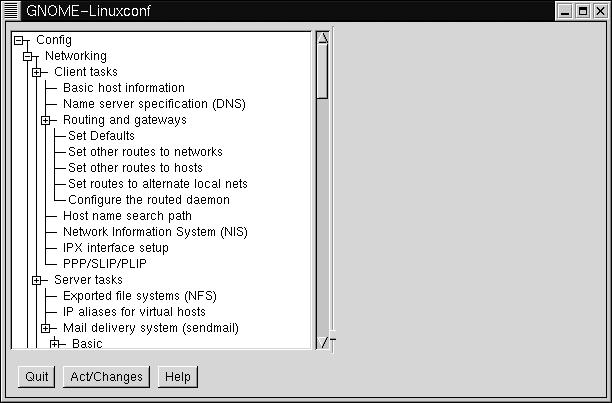 GNOME-Linuxconf
Config
Networking
Client tasks
Basic host information
Name server specification (DNS)
Routing and gateways
Set Defaults
Set other routes to networks
Set other routes to hosts
Set routes to alternate local nets
Configure the routed daemon
Host name search path
Network Information System (NIS)
IPX interface setup
PPP/SLIP/PLIP
Server tasks
Exported file systems (NFS)
IP aliases for virtual hosts
Mail delivery system (sendmail)
Basic
Quit Act/Changes Help